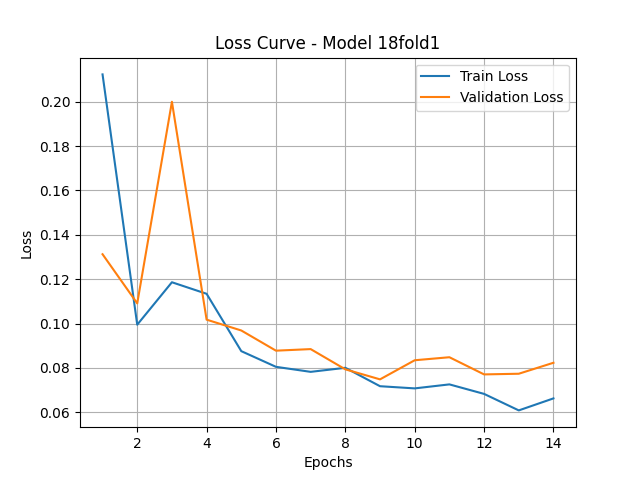 Loss Curve - Model 18fold1
Train Loss
Validation Loss
0.20
0.18
0.16
0.14
0.12
0.10
0.08
0.06
Loss
2 4 6 8 10 12 14
Epochs